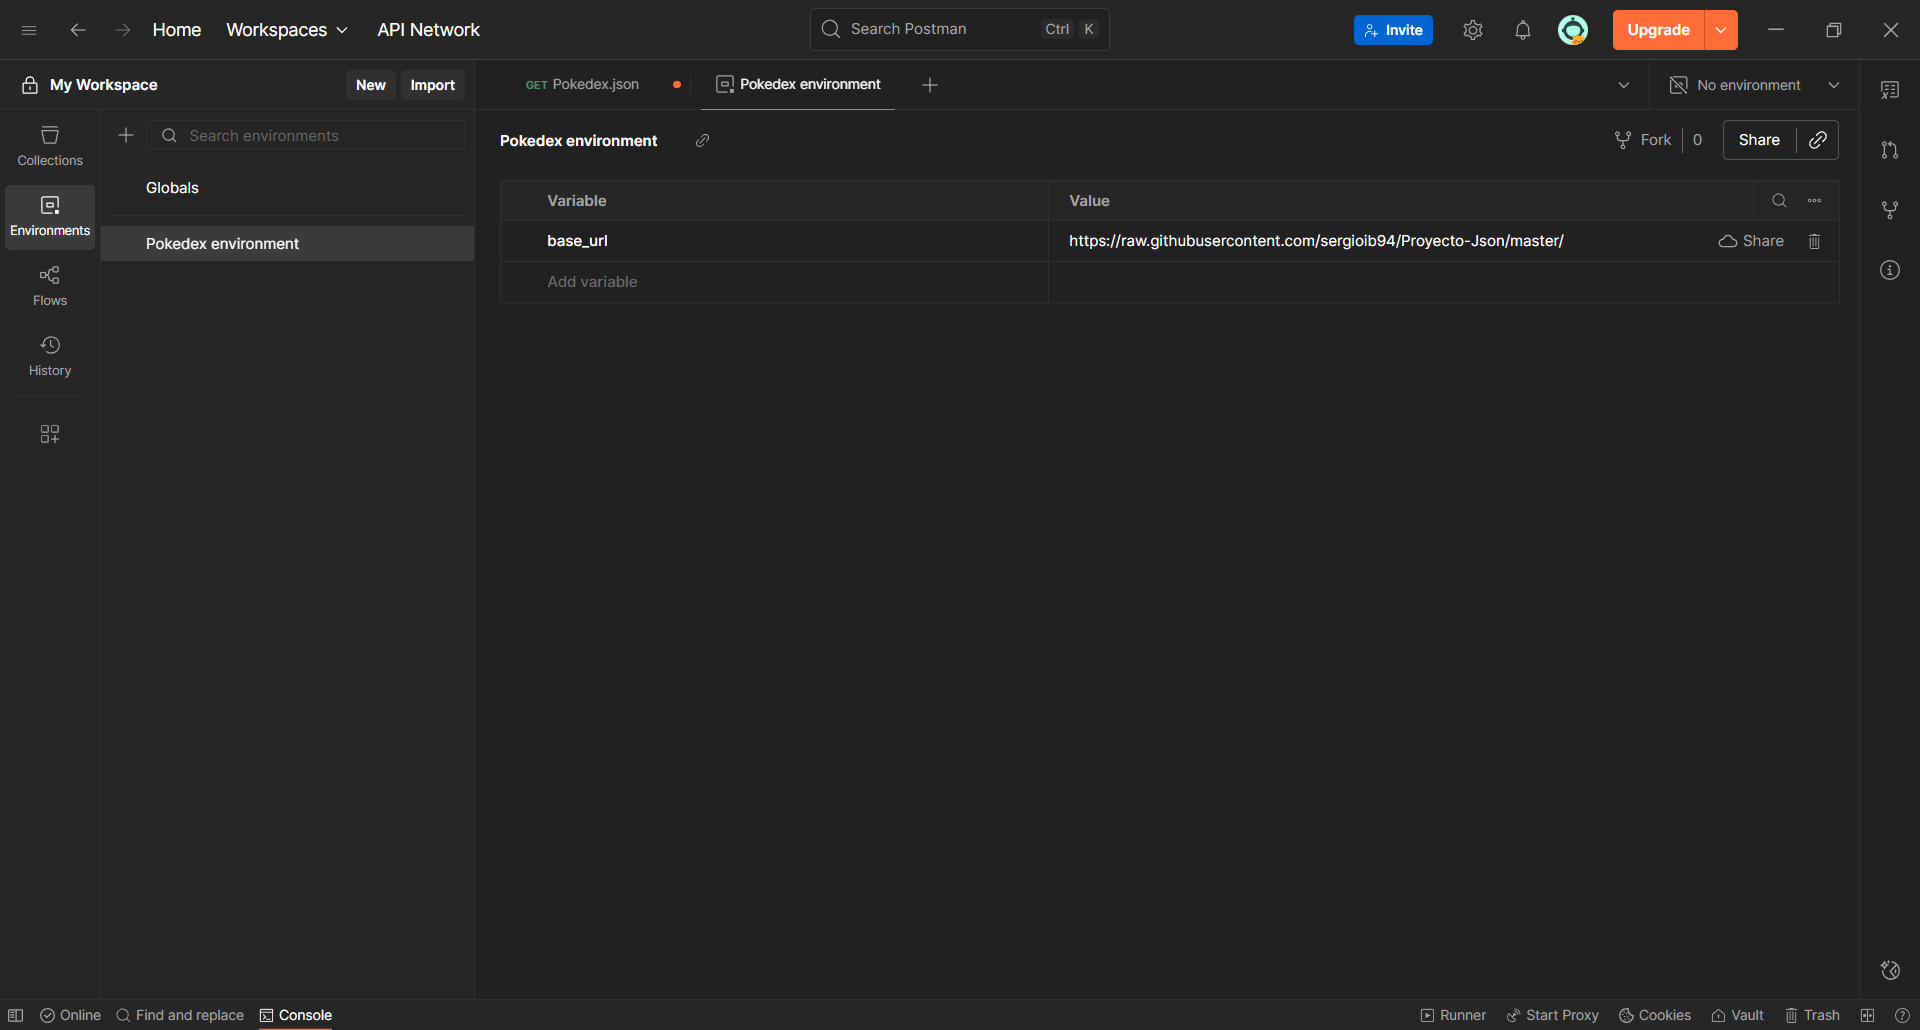 Home Workspaces API Network Search Postman Ctrl K Invite Upgrade
My Workspace New Import GET Pokedex.json Pokedex environment No environment
Collections
Environments
Flows
History
Search environments
Globals
Pokedex environment
Pokedex environment Fork 0 Share
Variable Value
base_url https://raw.githubusercontent.com/sergioib94/Proyecto-Json/master/ Share
Add variable
Online Find and replace Console Runner Start Proxy Cookies Vault Trash